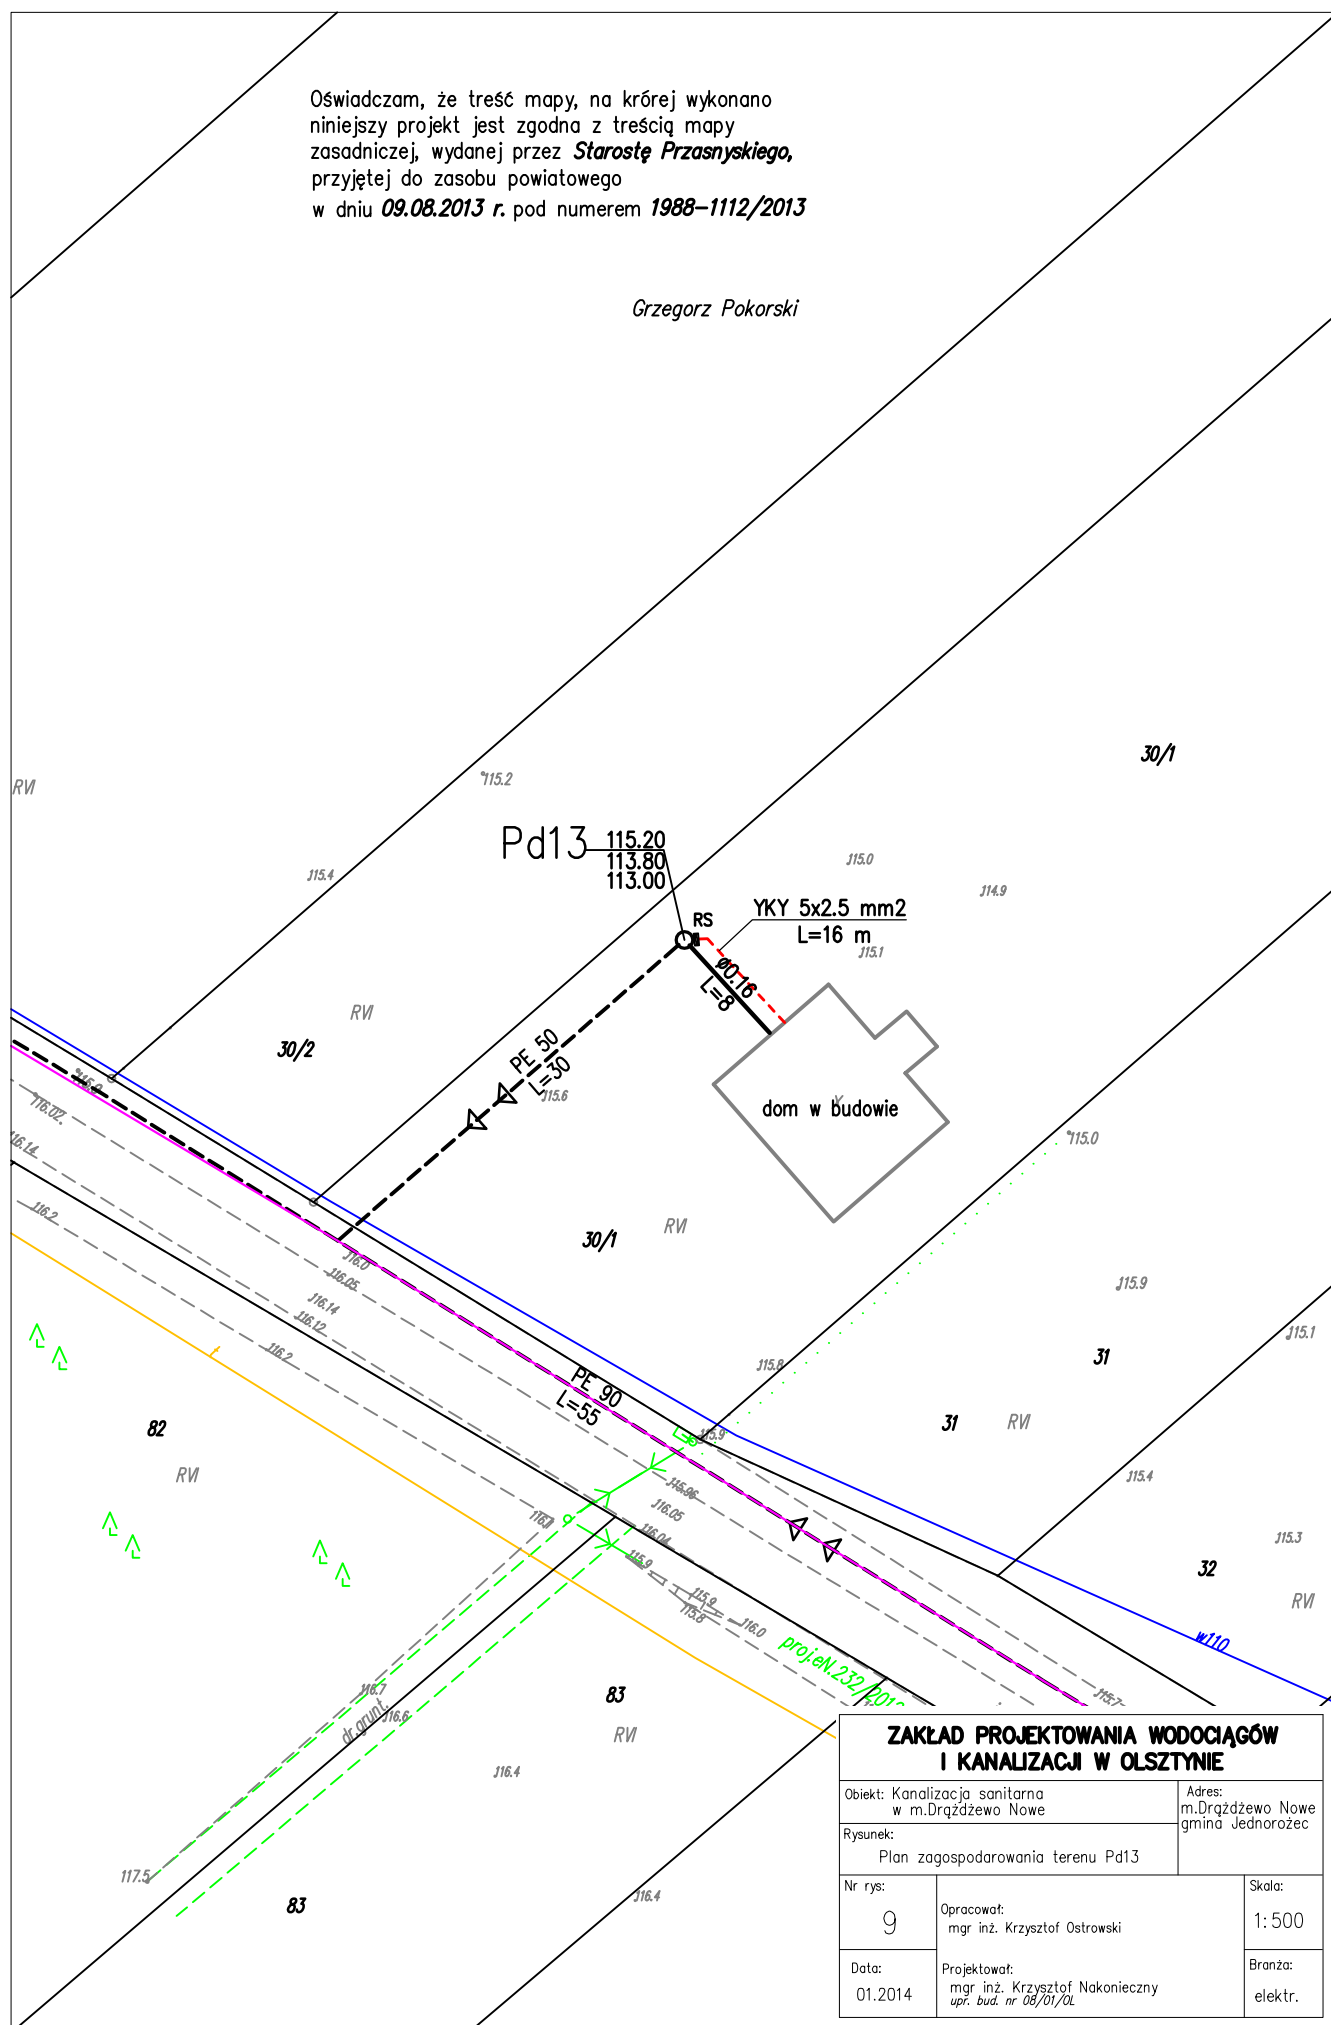 Oświadczam, że treść mapy, na krórej wykonano
niniejszy projekt jest zgodna z treścią mapy
zasadniczej, wydanej przez Starostę Przasnyskiego,
przyjętej do zasobu powiatowego
w dniu 09.08.2013 r. pod numerem 1988-1112/2013
Grzegorz Pokorski
30/1
115.2
RVI
Pd13
115.20
113.80
113.00
115.4
115.0
114.9
RS
YKY 5x2.5 mm2
L=16 m
115.1
ø0.16
L=8
RVI
30/2
PE 50
L=30
115.6
dom w budowie
116.02
116.14
115.0
116.2
30/1
RVI
116.0
116.05
116.14
116.12
116.2
115.9
115.1
31
115.8
PE 90
L=55
t
82
RVI
31
RVI
115.9
115.4
115.96
116.05
116.04
115.3
32
RVI
115.9
115.9
115.8
116.0
w110
proj.eN.232/2013
115.7
116.7
dr.grunt.
116.6
83
RVI
116.4
117.5
83
116.4
ZAKŁAD PROJEKTOWANIA WODOCIĄGÓW
I KANALIZACJI W OLSZTYNIE
Obiekt: Kanalizacja sanitarna
w m.Drążdżewo Nowe
Adres:
m.Drążdżewo Nowe
gmina Jednorożec
Rysunek:
Plan zagospodarowania terenu Pd13
Nr rys:
9
Opracował:
mgr inż. Krzysztof Ostrowski
Skala:
1:500
Data:
01.2014
Projektował:
mgr inż. Krzysztof Nakonieczny
upr. bud. nr 08/01/OL
Branża:
elektr.